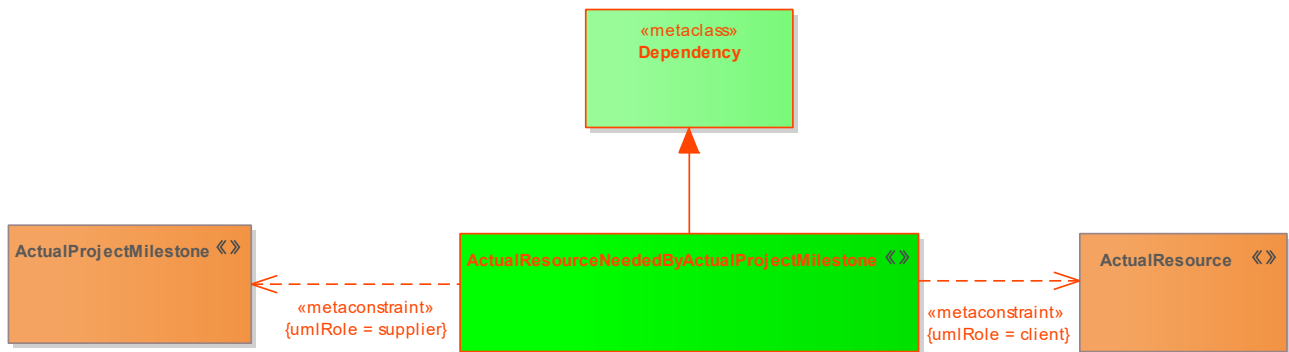 «metaclass»
Dependency
ActualProjectMilestone «»
ActualResourceNeededByActualProjectMilestone «»
ActualResource «»
«metaconstraint»
{umlRole = supplier}
«metaconstraint»
{umlRole = client}